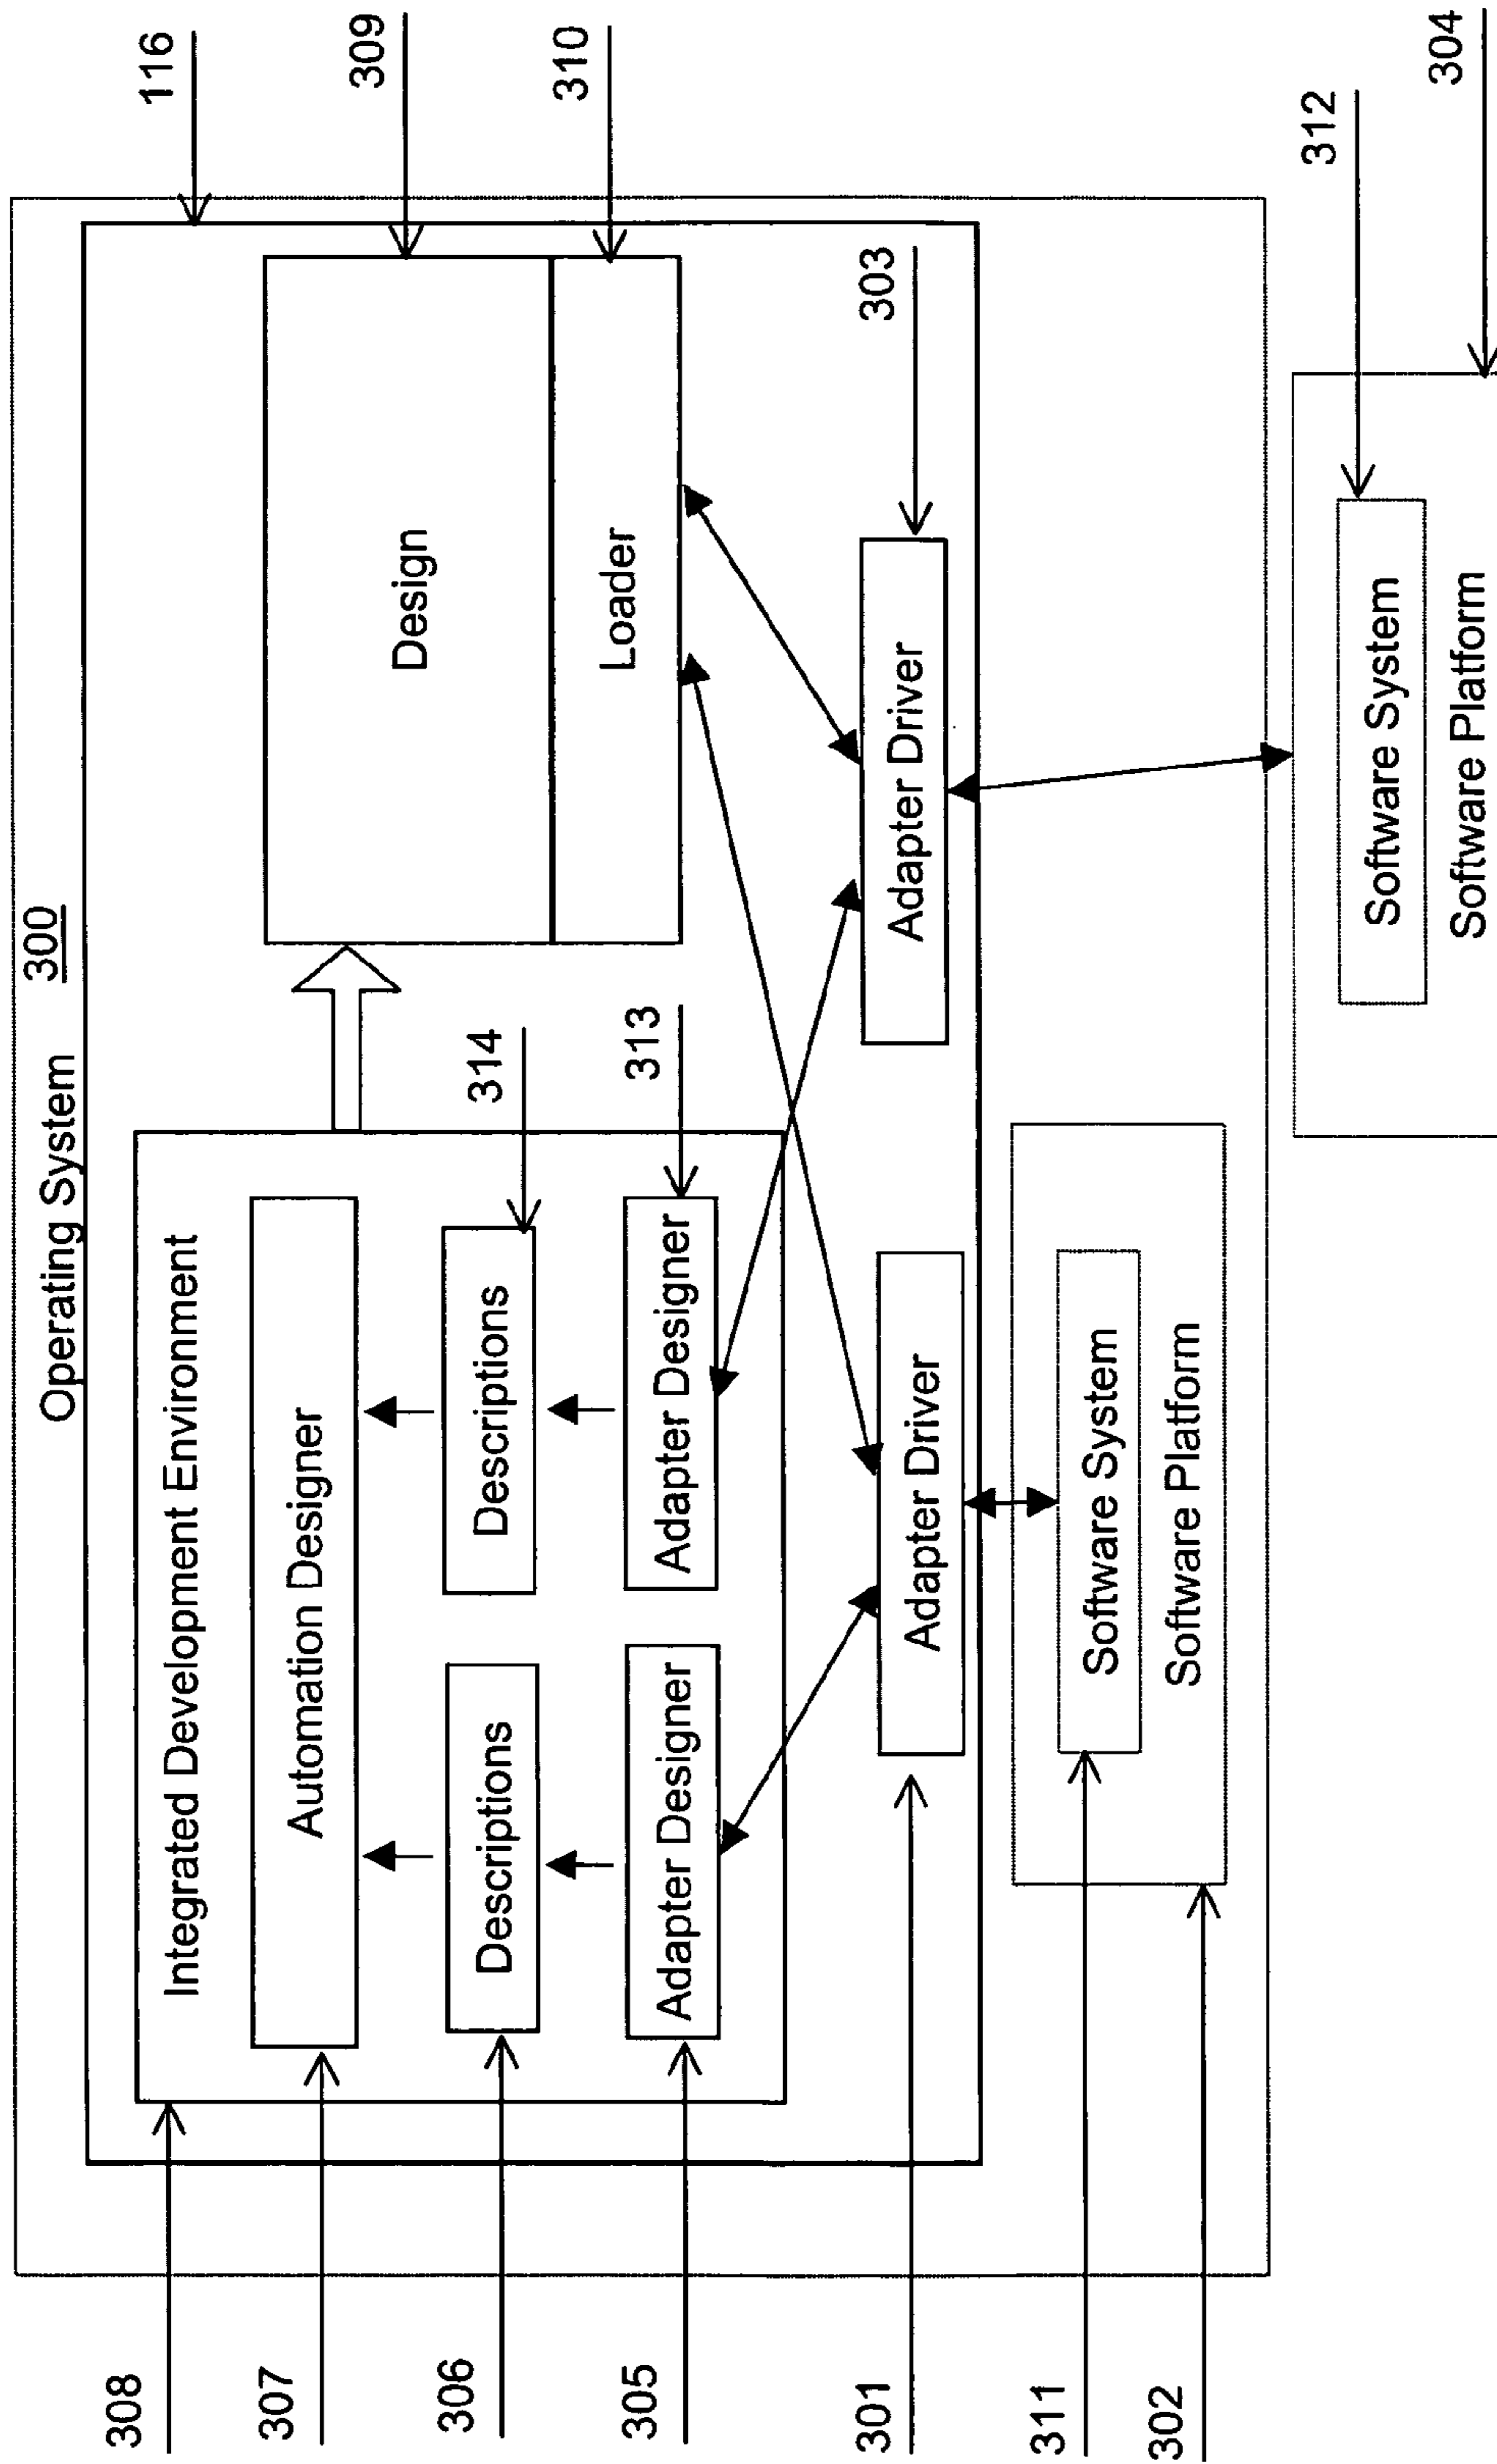 300
Operating System
116
309
310
308
307
306
305
Integrated Development Environment
Automation Designer
Descriptions
Descriptions
314
Adapter Designer
Adapter Designer
313
Design
Loader
303
301
Adapter Driver
Adapter Driver
311
302
Software System
Software Platform
312
304
Software System
Software Platform